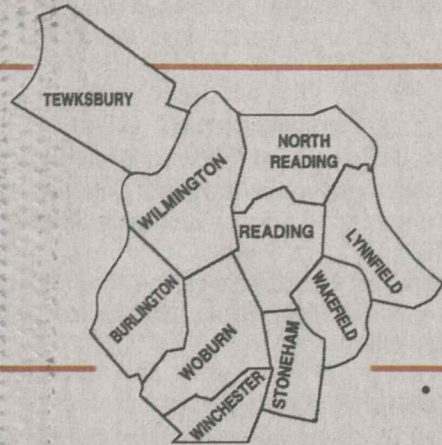 TEWKSBURY
NORTH
READING
WILMINGTON
READING
LYNNFIELD
BURLINGTON
WAKEFIELD
WOBURN
STONEHAM
WINCHESTER